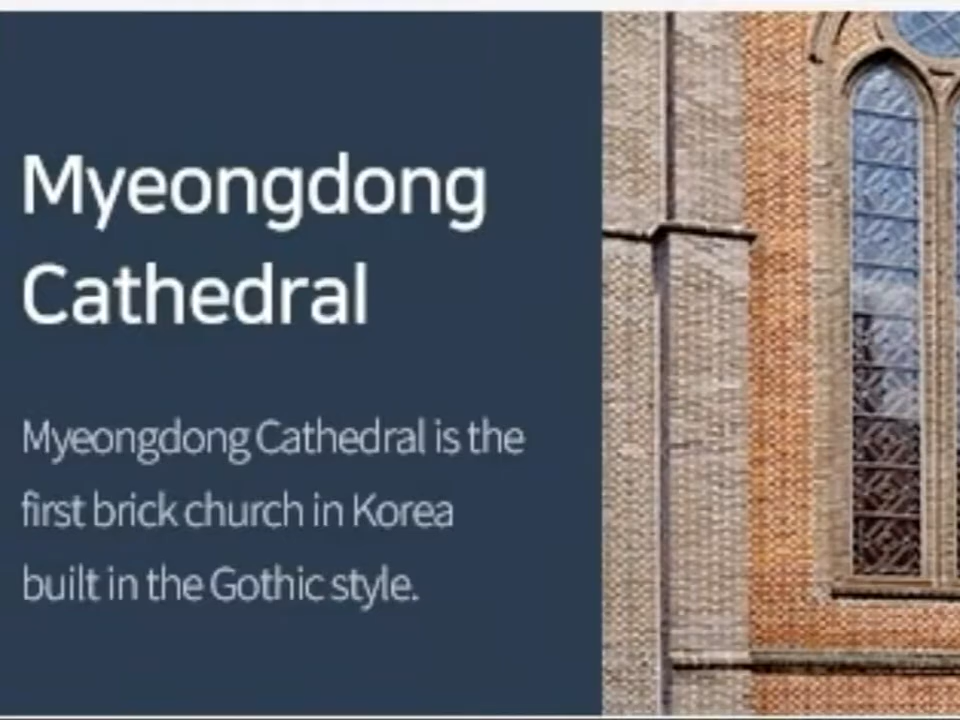 Myeongdong
Cathedral
Myeongdong Cathedral is the
first brick church in Korea
built in the Gothic style.